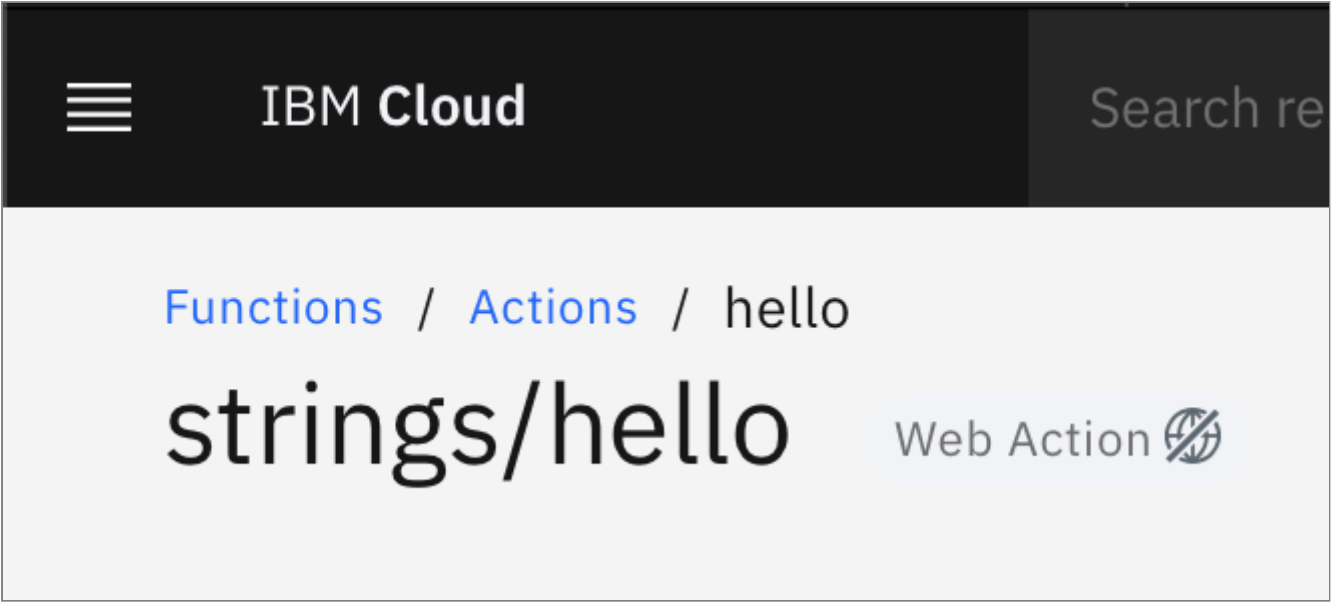 IBM Cloud
Search re
Functions / Actions / hello
strings/hello
Web Action